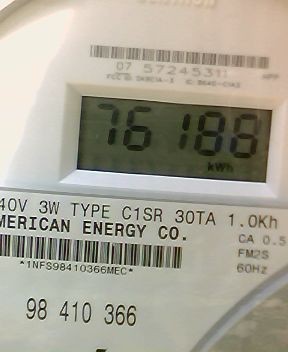 07 57245311
76188
kWh
40V 3W TYPE C1SR 30TA 1.0Kh
MERICAN ENERGY CO.
CA 0.5
FM2S
60Hz
*1NFS98410366MEC*
98 410 366